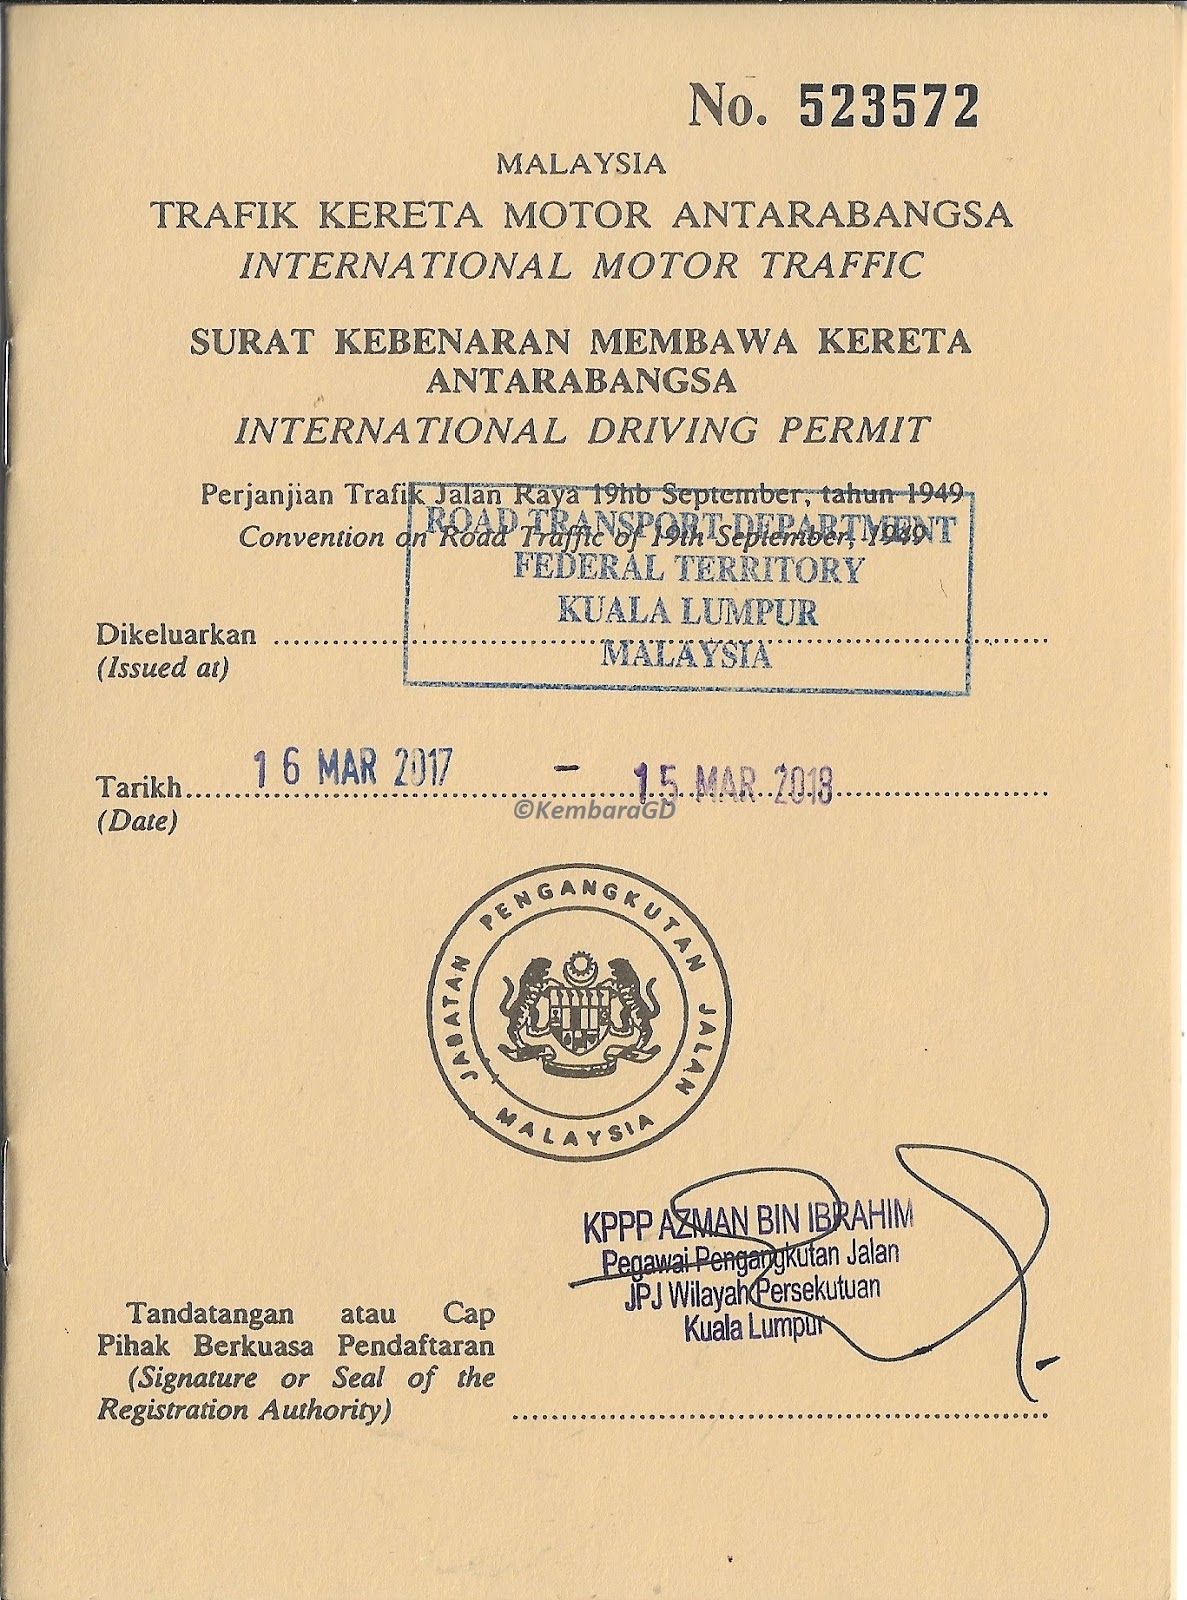 No. 523572
MALAYSIA
TRAFIK KERETA MOTOR ANTARABANGSA
INTERNATIONAL MOTOR TRAFFIC
SURAT KEBENARAN MEMBAWA KERETA
ANTARABANGSA
INTERNATIONAL DRIVING PERMIT
Perjanjian Trafik Jalan Raya 19hb September, tahun 1949
Convention on Road Traffic of 19th September, 1949
ROAD TRANSPORT DEPARTMENT
FEDERAL TERRITORY
KUALA LUMPUR
MALAYSIA
Dikeluarkan
(Issued at)
Tarikh 16 MAR 2017 – 15 MAR 2018
(Date)
©KembaraGD
JABATAN PENGANGKUTAN JALAN
MALAYSIA
KPPP AZMAN BIN IBRAHIM
Pegawai Pengangkutan Jalan
JPJ Wilayah Persekutuan
Kuala Lumpur
Tandatangan atau Cap
Pihak Berkuasa Pendaftaran
(Signature or Seal of the
Registration Authority)